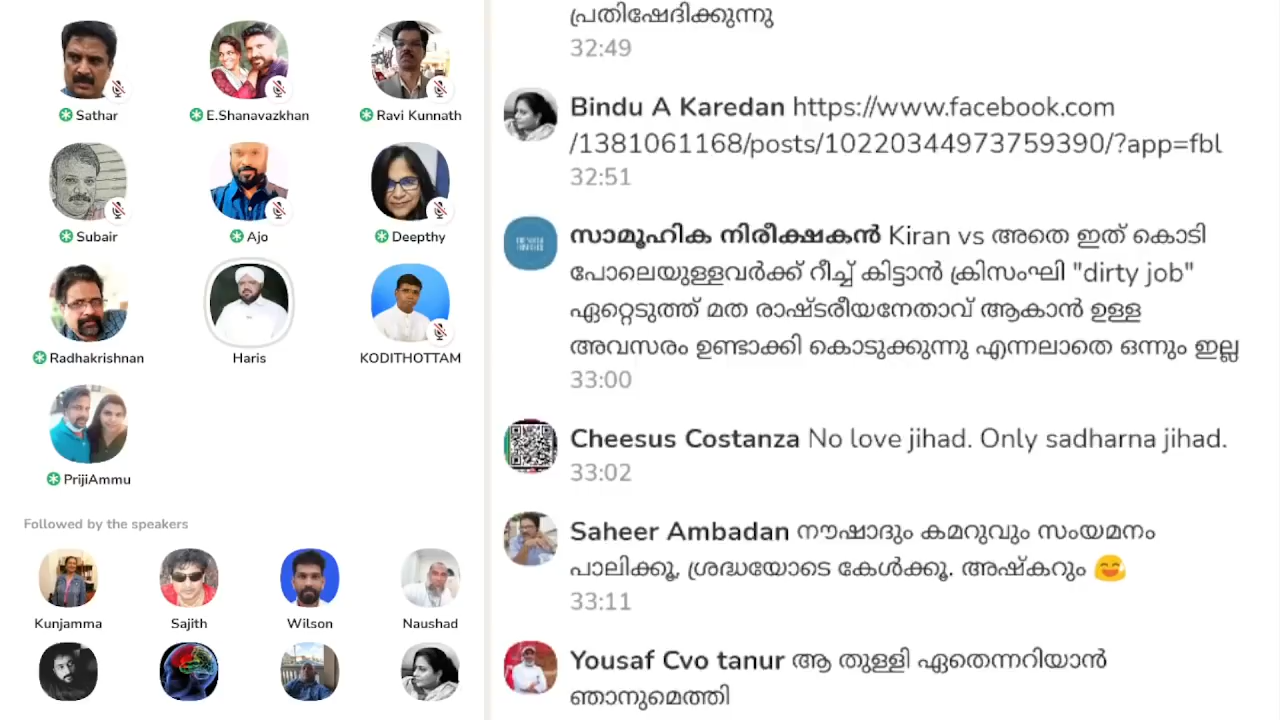 Sathar
E.Shanavazkhan
Ravi Kunnath
Subair
Ajo
Deepthy
Radhakrishnan
Haris
KODITHOTTAM
PrijiAmmu
Followed by the speakers
Kunjamma
Sajith
Wilson
Naushad
പ്രതിഷേദിക്കുന്നു
32:49
Bindu A Karedan https://www.facebook.com
/1381061168/posts/10220344973759390/?app=fbl
32:51
സാമൂഹിക നിരീക്ഷകൻ Kiran vs അതെ ഇത് കൊടി
പോലെയുള്ളവർക്ക് റീച്ച് കിട്ടാൻ ക്രിസംഘി "dirty job"
ഏറ്റെടുത്ത് മത രാഷ്ടരീയനേതാവ് ആകാൻ ഉള്ള
അവസരം ഉണ്ടാക്കി കൊടുക്കുന്നു എന്നലാതെ ഒന്നും ഇല്ല
33:00
Cheesus Costanza No love jihad. Only sadharna jihad.
33:02
Saheer Ambadan നൗഷാദും കമറുവും സംയമനം
പാലിക്കൂ, ശ്രദ്ധയോടെ കേൾക്കൂ. അഷ്കറും 😅
33:11
Yousaf Cvo tanur ആ തുള്ളി ഏതെന്നറിയാൻ
ഞാനുമെത്തി